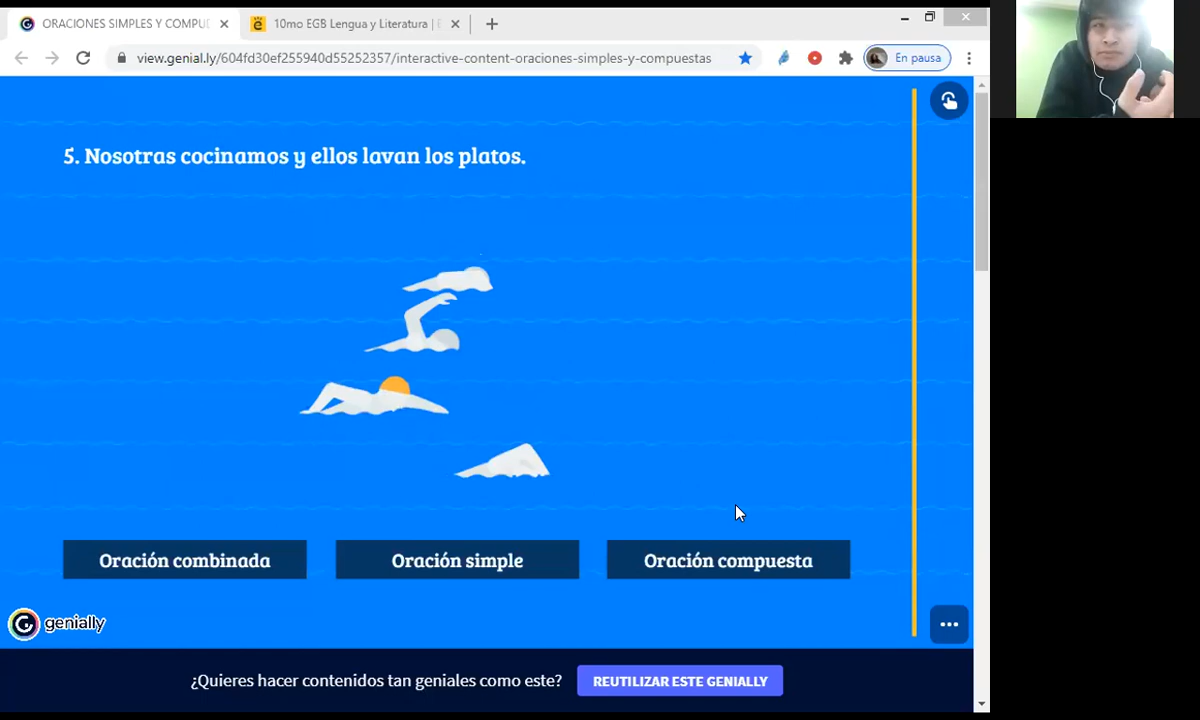 ORACIONES SIMPLES Y COMPU
10mo EGB Lengua y Literatura |
view.genial.ly/604fd30ef255940d55252357/interactive-content-oraciones-simples-y-compuestas
En pausa
5. Nosotras cocinamos y ellos lavan los platos.
Oración combinada
Oración simple
Oración compuesta
genially
¿Quieres hacer contenidos tan geniales como este?
REUTILIZAR ESTE GENIALLY